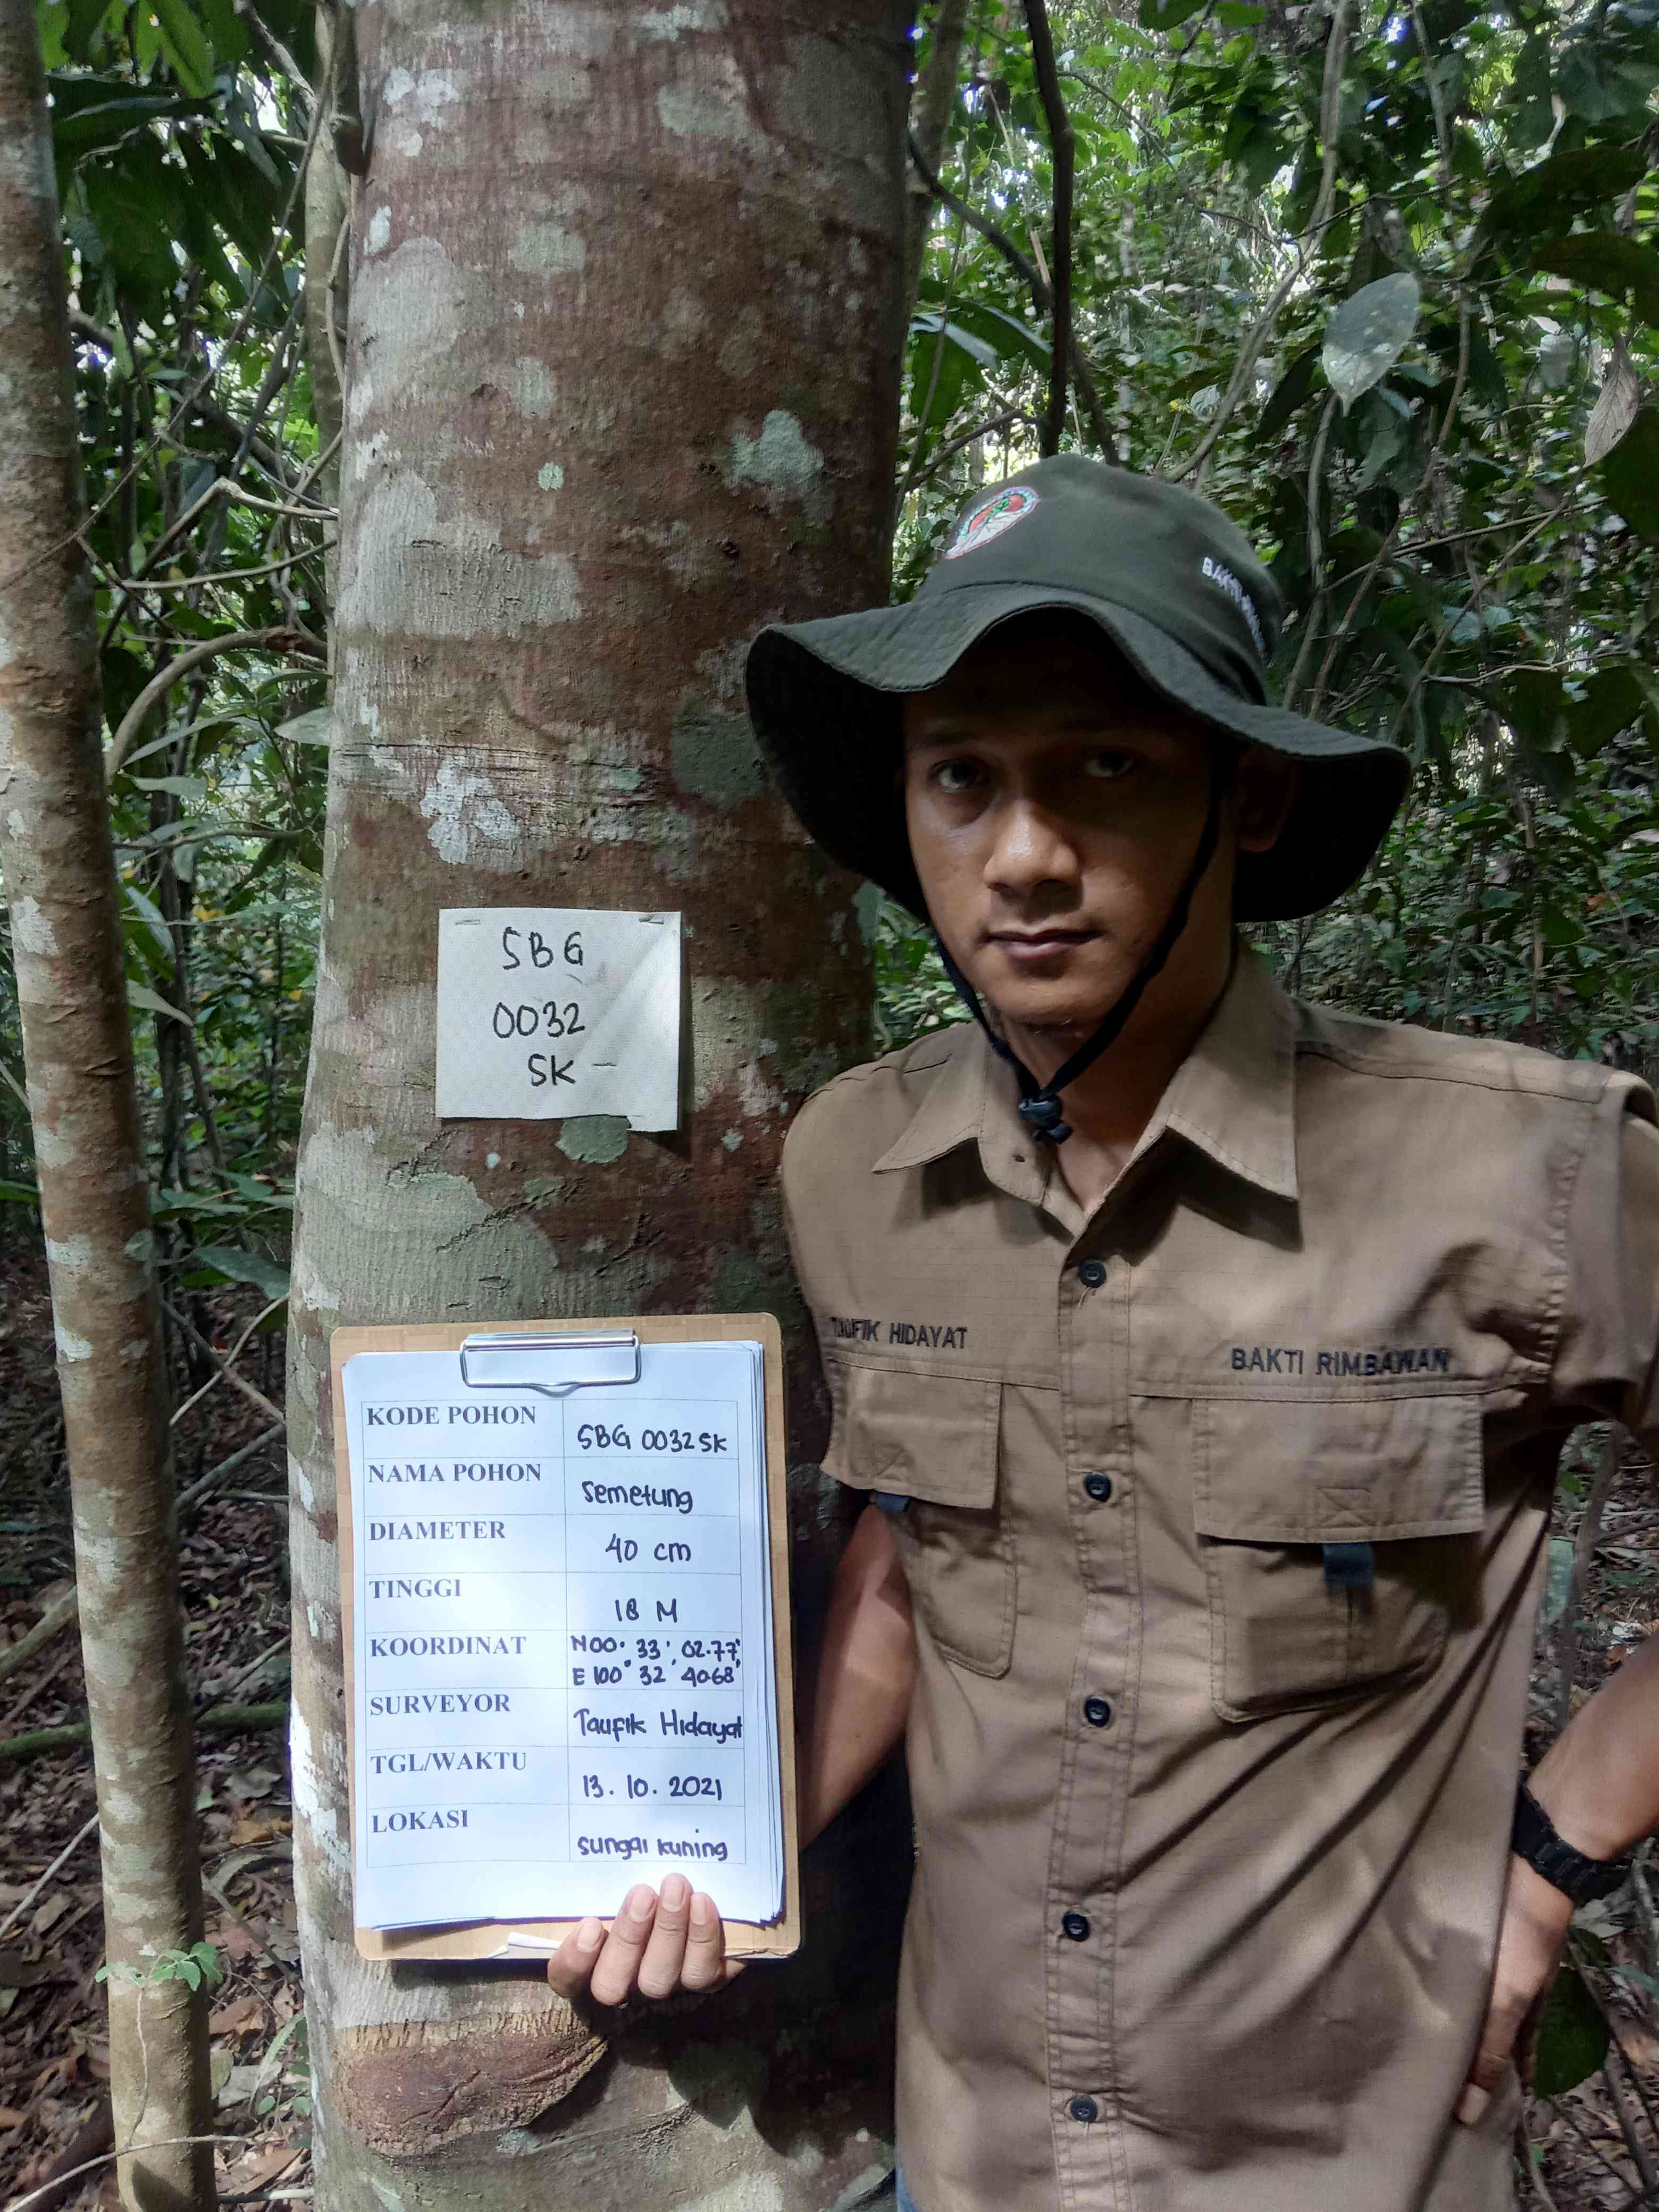 BAKTI
SBG
0032
SK
TAUFIK HIDAYAT
BAKTI RIMBAWAN
KODE POHON SBG 0032 SK
NAMA POHON Semetung
DIAMETER 40 cm
TINGGI 18 M
KOORDINAT N00° 33' 02.77"
E 100° 32' 40.68"
SURVEYOR Taufik Hidayat
TGL/WAKTU 13.10.2021
LOKASI Sungai Kuning